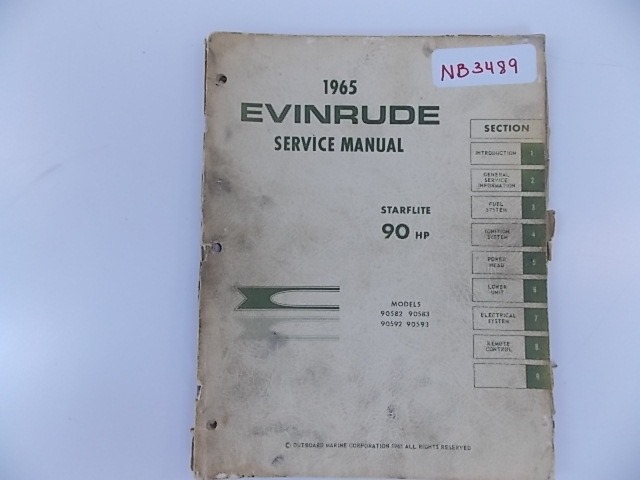 NB3489
1965
EVINRUDE
SERVICE MANUAL
STARFLITE
90 HP
MODELS
90582 90583
90592 90593
SECTION
INTRODUCTION 1
GENERAL
SERVICE
INFORMATION 2
FUEL
SYSTEM 3
IGNITION
SYSTEM 4
POWER
HEAD 5
LOWER
UNIT 6
ELECTRICAL
SYSTEM 7
REMOTE
CONTROL 8
© OUTBOARD MARINE CORPORATION ALL RIGHTS RESERVED